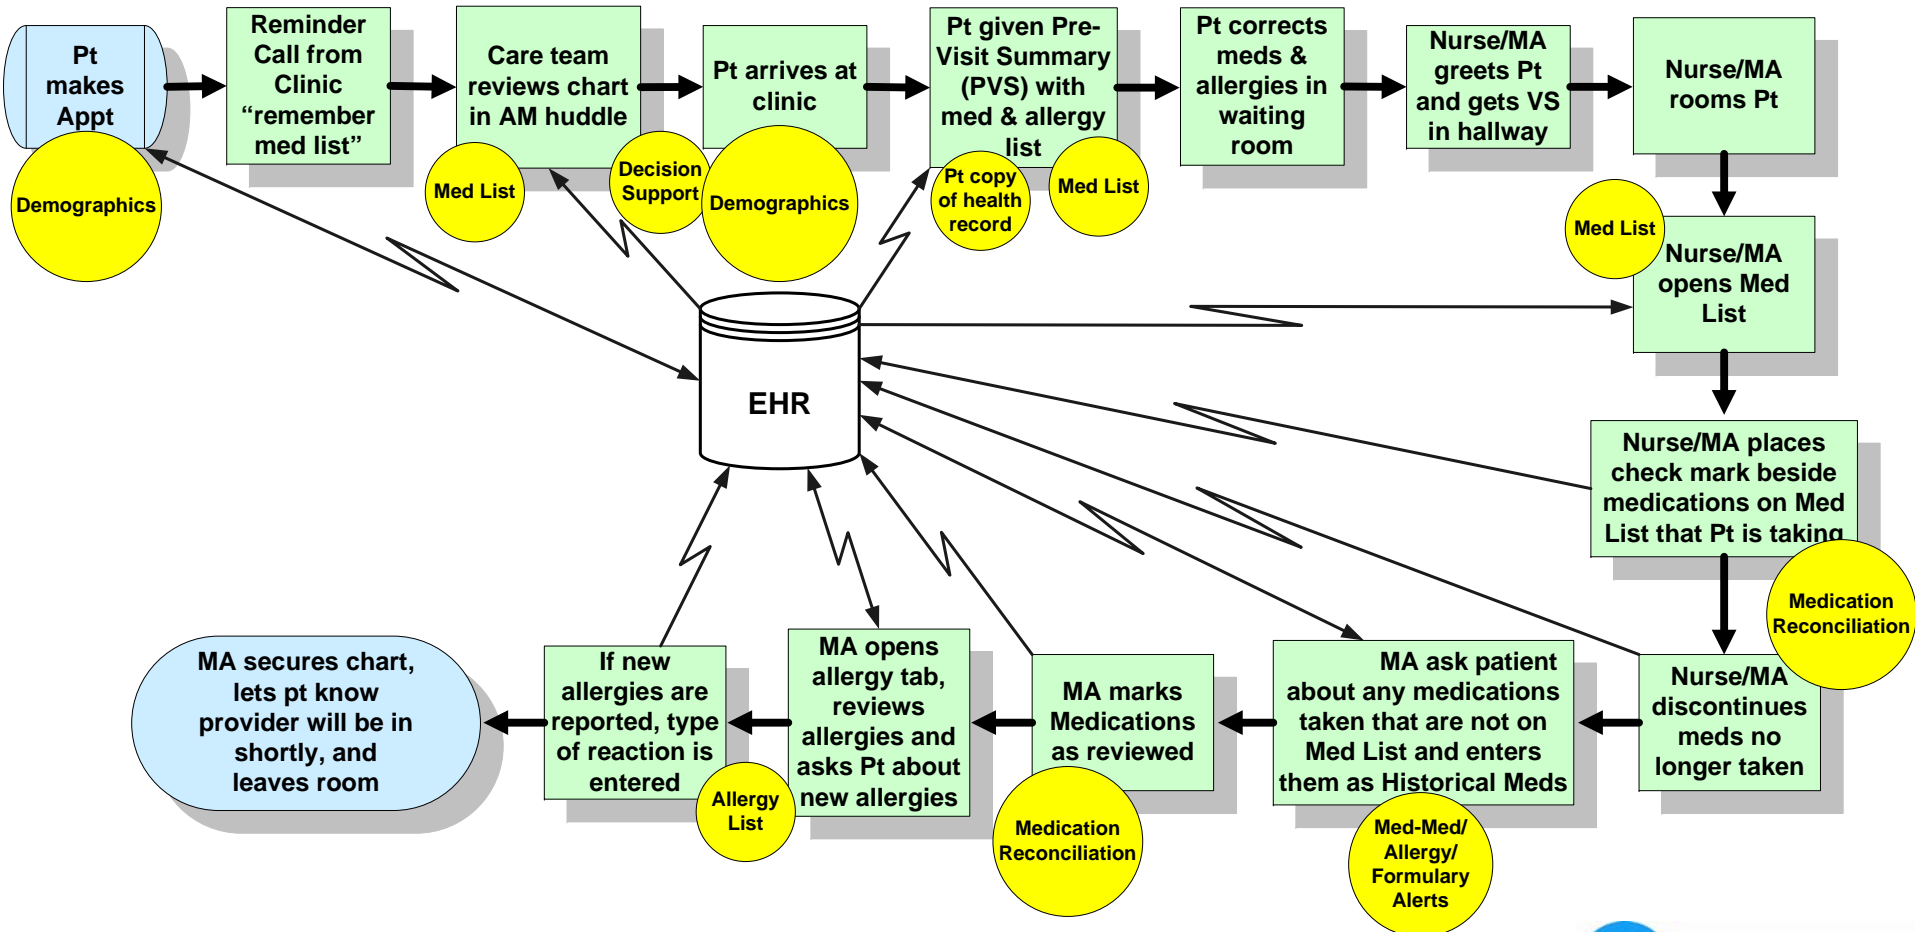 Pt
makes
Appt
Demographics
Reminder
Call from
Clinic
“remember
med list”
Care team
reviews chart
in AM huddle
Med List
Decision
Support
Pt arrives at
clinic
Demographics
Pt given Pre-
Visit Summary
(PVS) with
med & allergy
list
Pt copy
of health
record
Med List
Pt corrects
meds &
allergies in
waiting
room
Nurse/MA
greets Pt
and gets VS
in hallway
Nurse/MA
rooms Pt
Med List
Nurse/MA
opens Med
List
EHR
Nurse/MA places
check mark beside
medications on Med
List that Pt is taking
Medication
Reconciliation
Nurse/MA
discontinues
meds no
longer taken
MA ask patient
about any medications
taken that are not on
Med List and enters
them as Historical Meds
Med-Med/
Allergy/
Formulary
Alerts
MA marks
Medications
as reviewed
Medication
Reconciliation
MA opens
allergy tab,
reviews
allergies and
asks Pt about
new allergies
Allergy
List
If new
allergies are
reported, type
of reaction is
entered
MA secures chart,
lets pt know
provider will be in
shortly, and
leaves room